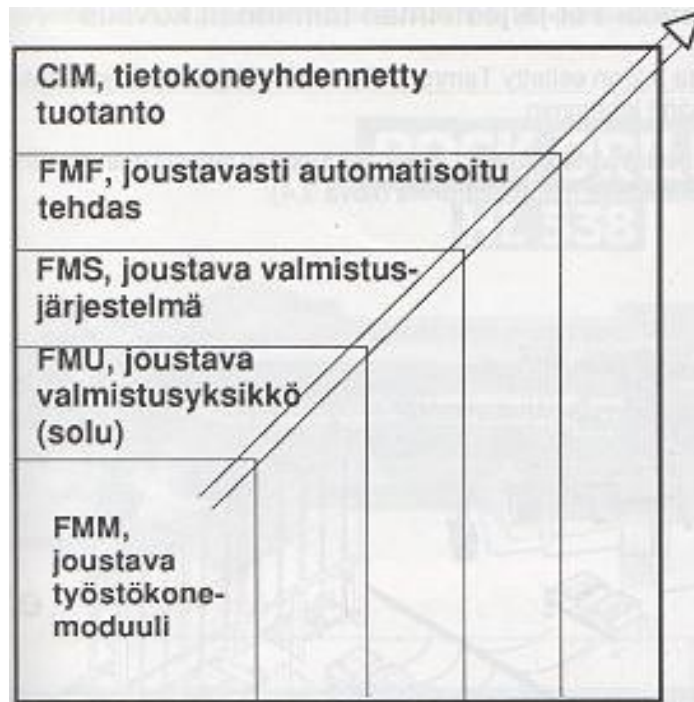 CIM, tietokoneyhdennetty
tuotanto
FMF, joustavasti automatisoitu
tehdas
FMS, joustava valmistus-
järjestelmä
FMU, joustava
valmistusyksikkö
(solu)
FMM,
joustava
työstökone-
moduuli